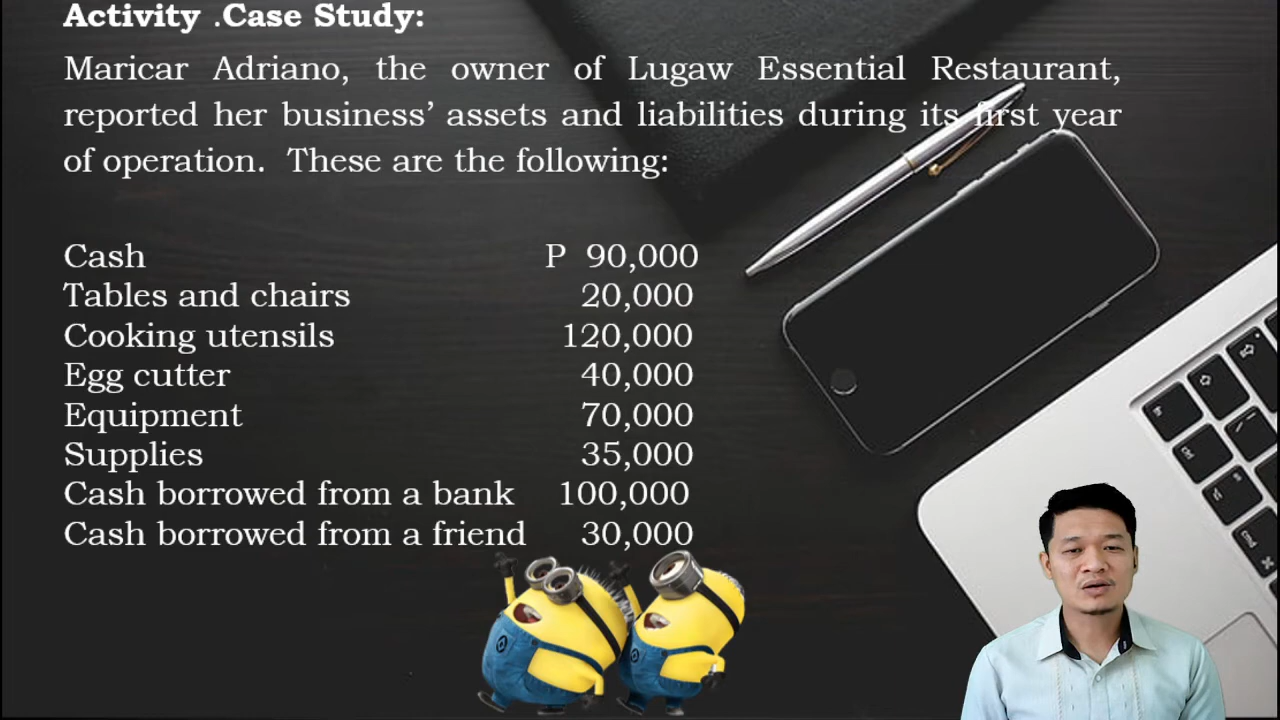 Activity .Case Study:
Maricar Adriano, the owner of Lugaw Essential Restaurant,
reported her business’ assets and liabilities during its first year
of operation. These are the following:
Cash P 90,000
Tables and chairs 20,000
Cooking utensils 120,000
Egg cutter 40,000
Equipment 70,000
Supplies 35,000
Cash borrowed from a bank 100,000
Cash borrowed from a friend 30,000